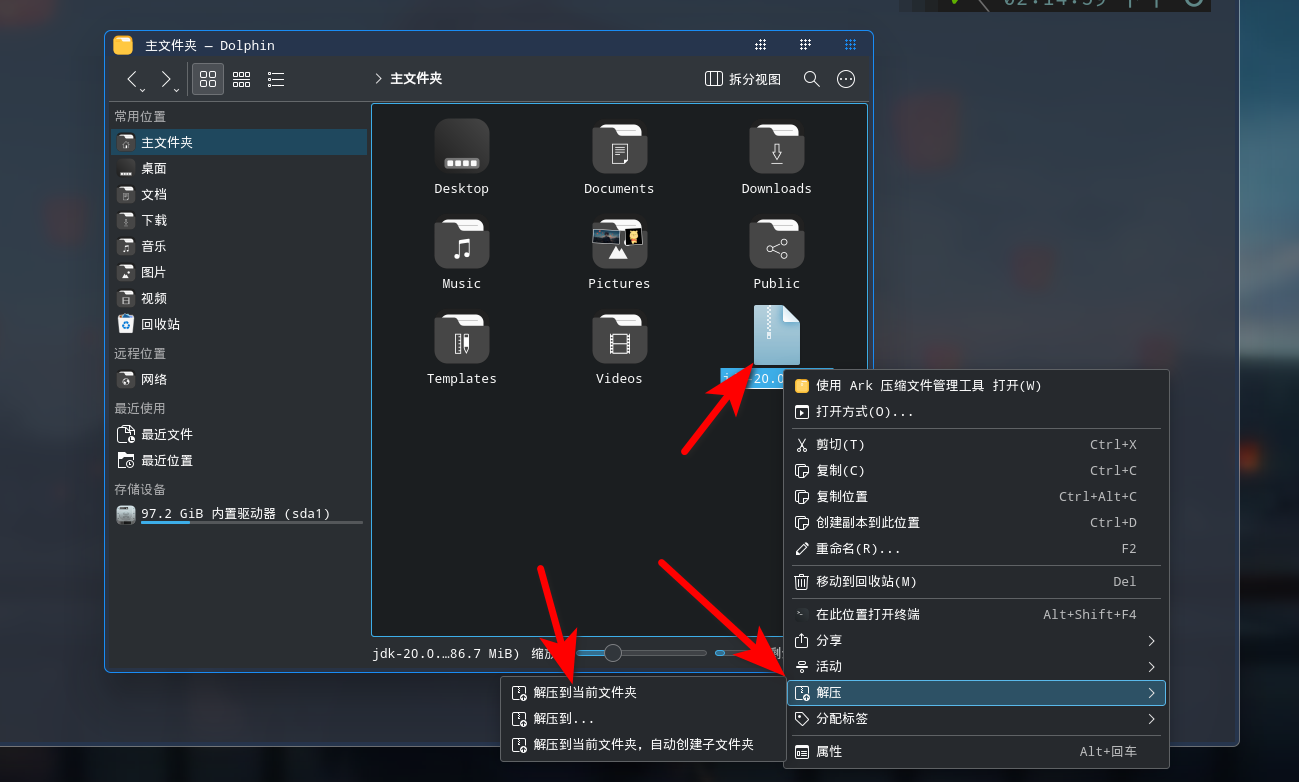 02:14:59
主文件夹 — Dolphin
主文件夹
拆分视图
常用位置
主文件夹
桌面
文档
下载
音乐
图片
视频
回收站
远程位置
网络
最近使用
最近文件
最近位置
存储设备
97.2 GiB 内置驱动器 (sda1)
Desktop
Documents
Downloads
Music
Pictures
Public
Templates
Videos
jdk-20.0.…86.7 MiB)
使用 Ark 压缩文件管理工具 打开(W)
打开方式(O)...
剪切(T) Ctrl+X
复制(C) Ctrl+C
复制位置 Ctrl+Alt+C
创建副本到此位置 Ctrl+D
重命名(R)... F2
移动到回收站(M) Del
在此位置打开终端 Alt+Shift+F4
分享
活动
解压
分配标签
属性 Alt+回车
解压到当前文件夹
解压到...
解压到当前文件夹, 自动创建子文件夹